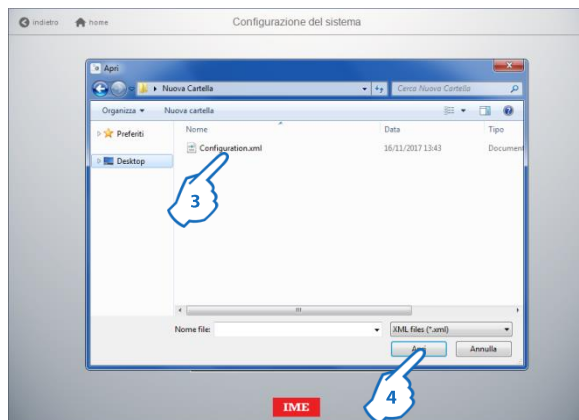 indietro home Configurazione del sistema
Apri
Nuova Cartella Cerca Nuova Cartella
Organizza Nuova cartella
Nome Data Tipo
Preferiti
Configuration.xml 16/11/2017 13:43 Document
Desktop
3
Nome file: XML files (*.xml)
Apri Annulla
4
IME